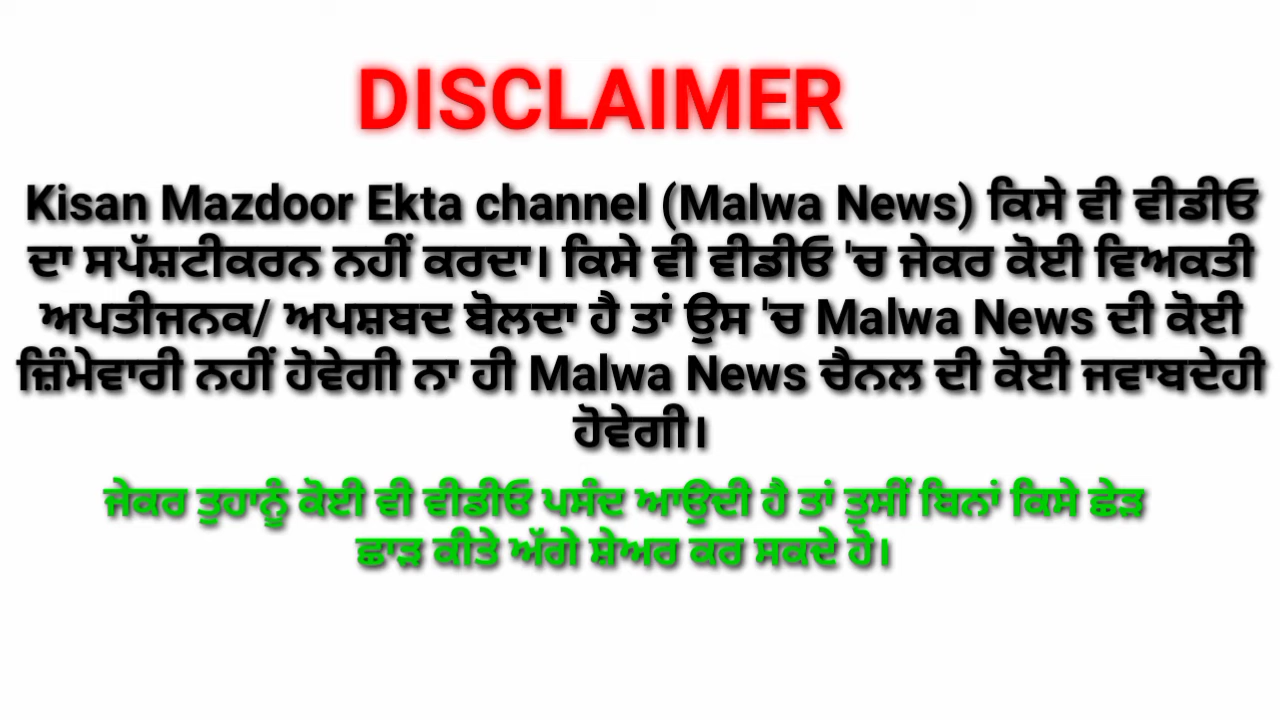 DISCLAIMER
Kisan Mazdoor Ekta channel (Malwa News) ਕਿਸੇ ਵੀ ਵੀਡੀਓ
ਦਾ ਸਪੱਸ਼ਟੀਕਰਨ ਨਹੀਂ ਕਰਦਾ। ਕਿਸੇ ਵੀ ਵੀਡੀਓ 'ਚ ਜੇਕਰ ਕੋਈ ਵਿਅਕਤੀ
ਅਪਤੀਜਨਕ/ ਅਪਸ਼ਬਦ ਬੋਲਦਾ ਹੈ ਤਾਂ ਉਸ 'ਚ Malwa News ਦੀ ਕੋਈ
ਜ਼ਿੰਮੇਵਾਰੀ ਨਹੀਂ ਹੋਵੇਗੀ ਨਾ ਹੀ Malwa News ਚੈਨਲ ਦੀ ਕੋਈ ਜਵਾਬਦੇਹੀ
ਹੋਵੇਗੀ।
ਜੇਕਰ ਤੁਹਾਨੂੰ ਕੋਈ ਵੀ ਵੀਡੀਓ ਪਸੰਦ ਆਉਂਦੀ ਹੈ ਤਾਂ ਤੁਸੀਂ ਬਿਨਾਂ ਕਿਸੇ ਛੇੜ
ਛਾੜ ਕੀਤੇ ਅੱਗੇ ਸ਼ੇਅਰ ਕਰ ਸਕਦੇ ਹੋ।